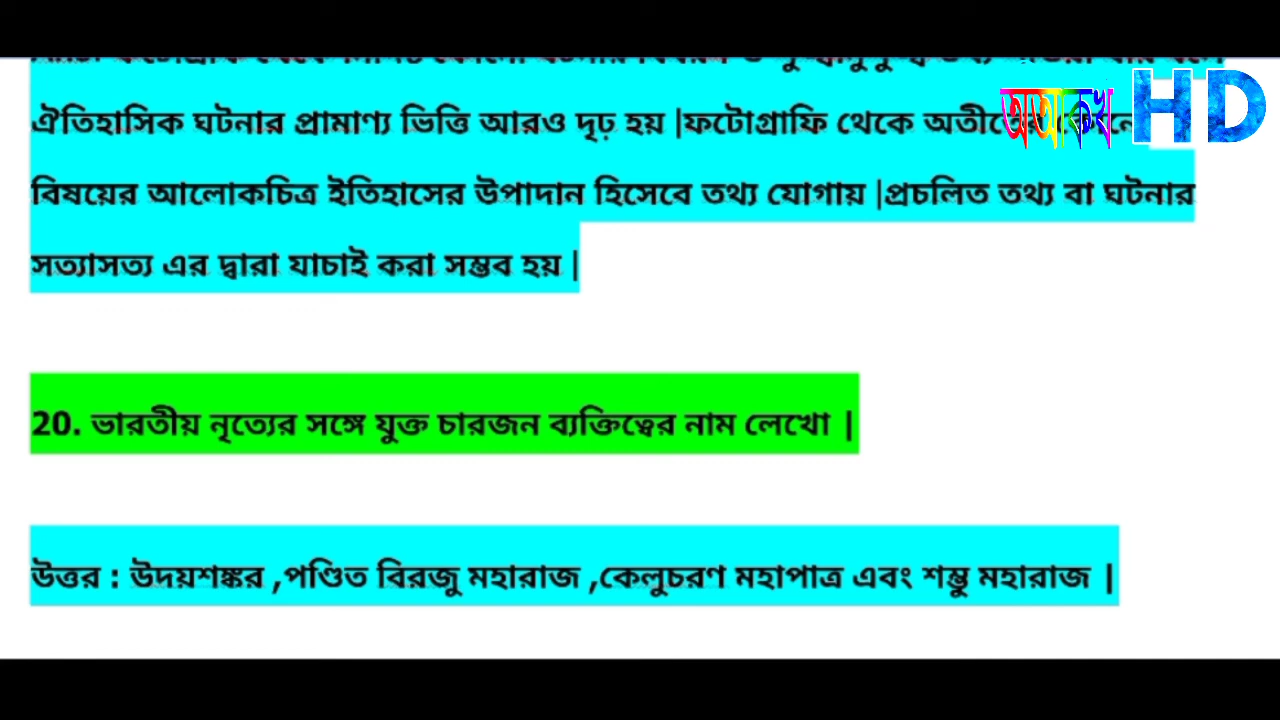 ঐতিহাসিক ঘটনার প্রামাণ্য ভিত্তি আরও দৃঢ় হয় |ফটোগ্রাফি থেকে অতীতের
অআকখ HD
বিষয়ের আলোকচিত্র ইতিহাসের উপাদান হিসেবে তথ্য যোগায় |প্রচলিত তথ্য বা ঘটনার
সত্যাসত্য এর দ্বারা যাচাই করা সম্ভব হয় |
20. ভারতীয় নৃত্যের সঙ্গে যুক্ত চারজন ব্যক্তিত্বের নাম লেখো |
উত্তর : উদয়শঙ্কর ,পণ্ডিত বিরজু মহারাজ ,কেলুচরণ মহাপাত্র এবং শম্ভু মহারাজ |